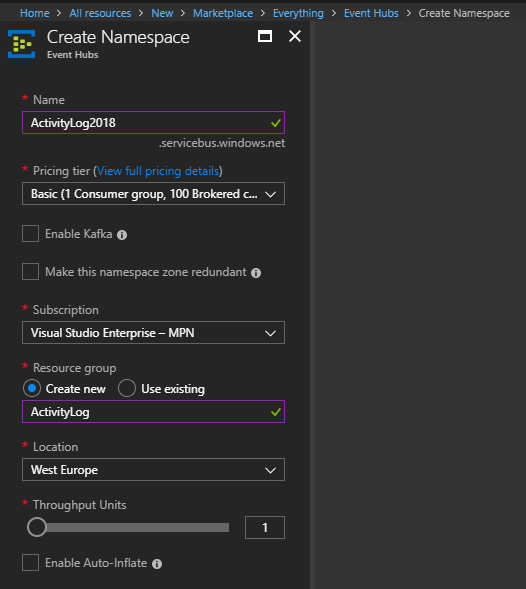 Home > All resources > New > Marketplace > Everything > Event Hubs > Create Namespace
Create Namespace
Event Hubs
* Name
ActivityLog2018
.servicebus.windows.net
* Pricing tier (View full pricing details)
Basic (1 Consumer group, 100 Brokered c...
Enable Kafka
Make this namespace zone redundant
* Subscription
Visual Studio Enterprise – MPN
* Resource group
Create new Use existing
ActivityLog
* Location
West Europe
* Throughput Units
1
Enable Auto-Inflate